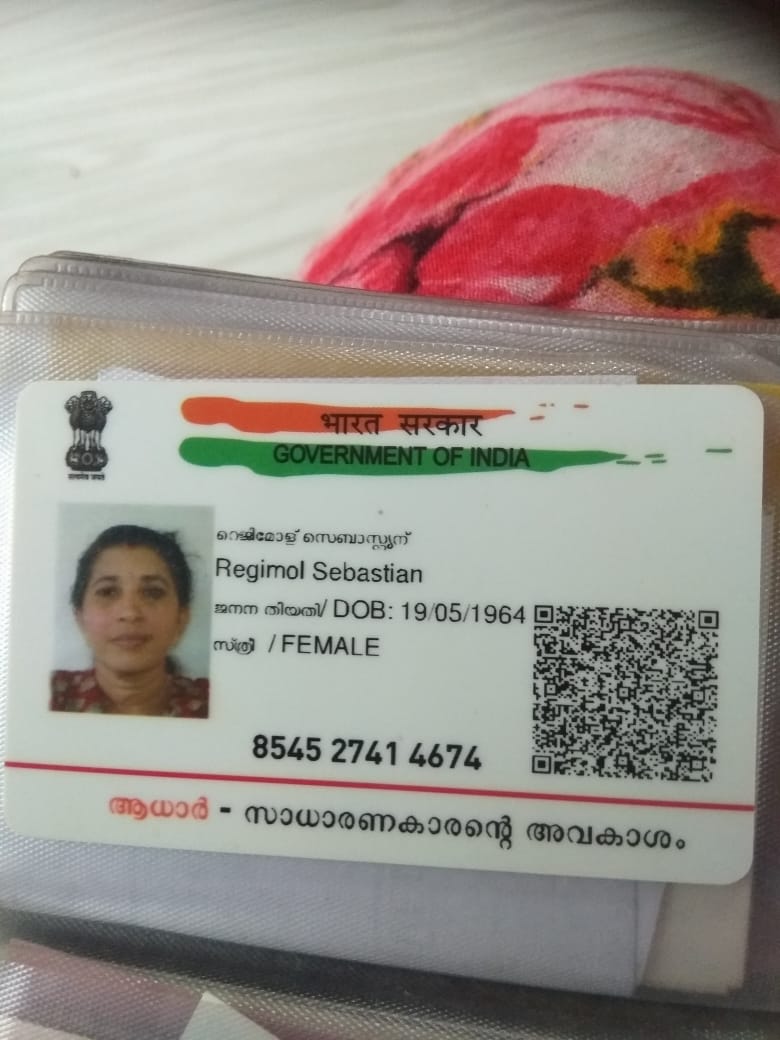 भारत सरकार
GOVERNMENT OF INDIA
सत्यमेव जयते
റെജിമോള് സെബാസ്റ്റ്യന്
Regimol Sebastian
ജനന തിയതി/ DOB: 19/05/1964
സ്ത്രീ / FEMALE
8545 2741 4674
ആധാർ - സാധാരണകാരന്റെ അവകാശം